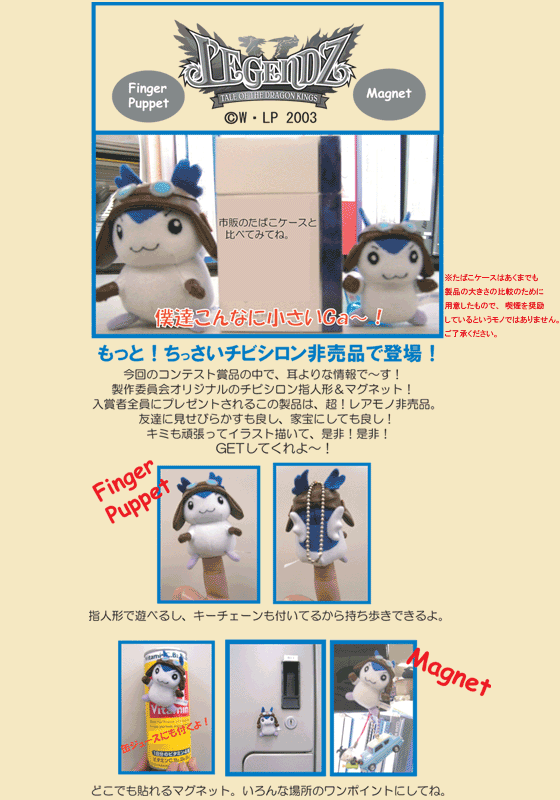 LEGENDZ
TALE OF THE DRAGON KINGS
Finger
Puppet
Magnet
©W・LP 2003
市販のたばこケースと
比べてみてね。
僕達こんなに小さいGa〜！
※たばこケースはあくまでも
製品の大きさの比較のために
用意したもので、喫煙を奨励
しているというモノではありません。
ご了承ください。
もっと！ちっさいチビシロン非売品で登場！
今回のコンテスト賞品の中で、耳よりな情報で〜す！
製作委員会オリジナルのチビシロン指人形＆マグネット！
入賞者全員にプレゼントされるこの製品は、超！レアモノ非売品。
友達に見せびらかすも良し、家宝にしても良し！
キミも頑張ってイラスト描いて、是非！是非！
GETしてくれよ〜！
Finger
Puppet
指人形で遊べるし、キーチェーンも付いてるから持ち歩きできるよ。
Vitamin
缶ジュースにも付くよ！
Magnet
どこでも貼れるマグネット。いろんな場所のワンポイントにしてね。